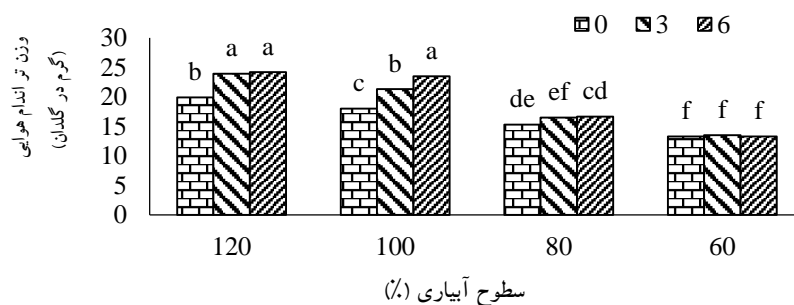 وزن تر اندام هوایی
(گرم در گلدان)
30
25
20
15
10
5
0
0 3 6
b a a c b a de ef cd f f f
120 100 80 60
سطوح آبیاری (٪)